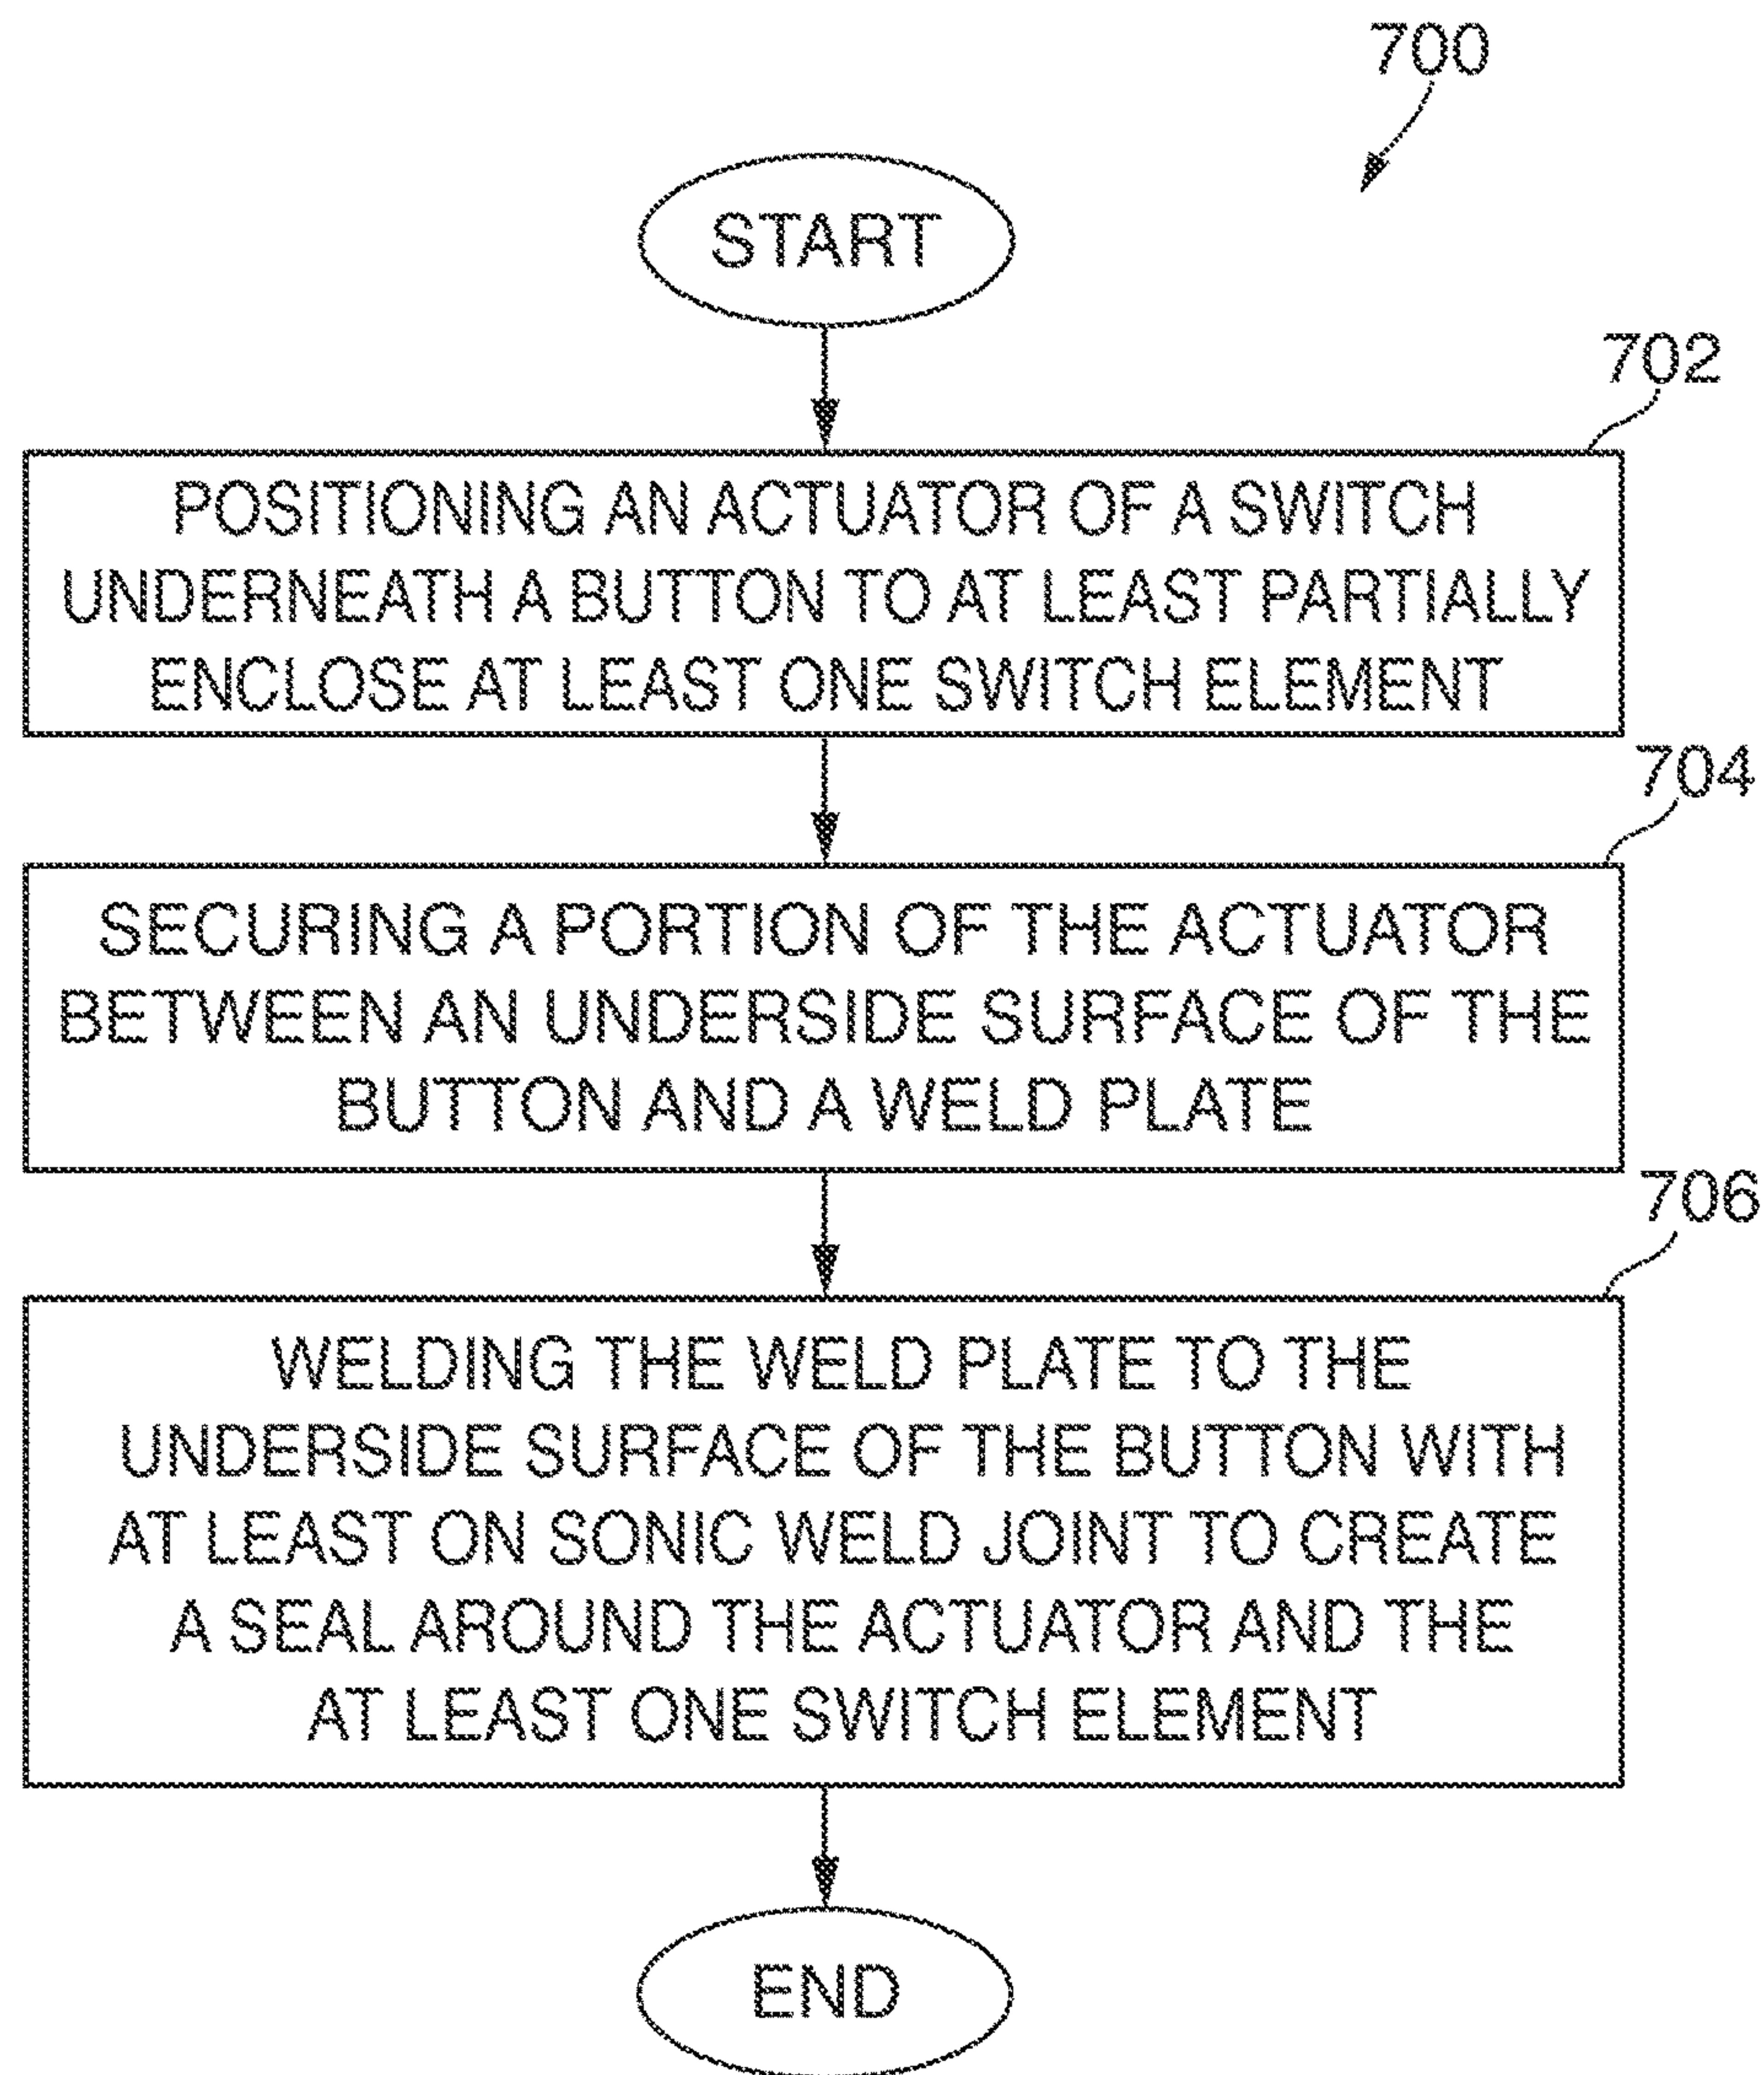 700
START
702
POSITIONING AN ACTUATOR OF A SWITCH
UNDERNEATH A BUTTON TO AT LEAST PARTIALLY
ENCLOSE AT LEAST ONE SWITCH ELEMENT
704
SECURING A PORTION OF THE ACTUATOR
BETWEEN AN UNDERSIDE SURFACE OF THE
BUTTON AND A WELD PLATE
706
WELDING THE WELD PLATE TO THE
UNDERSIDE SURFACE OF THE BUTTON WITH
AT LEAST ON SONIC WELD JOINT TO CREATE
A SEAL AROUND THE ACTUATOR AND THE
AT LEAST ONE SWITCH ELEMENT
END